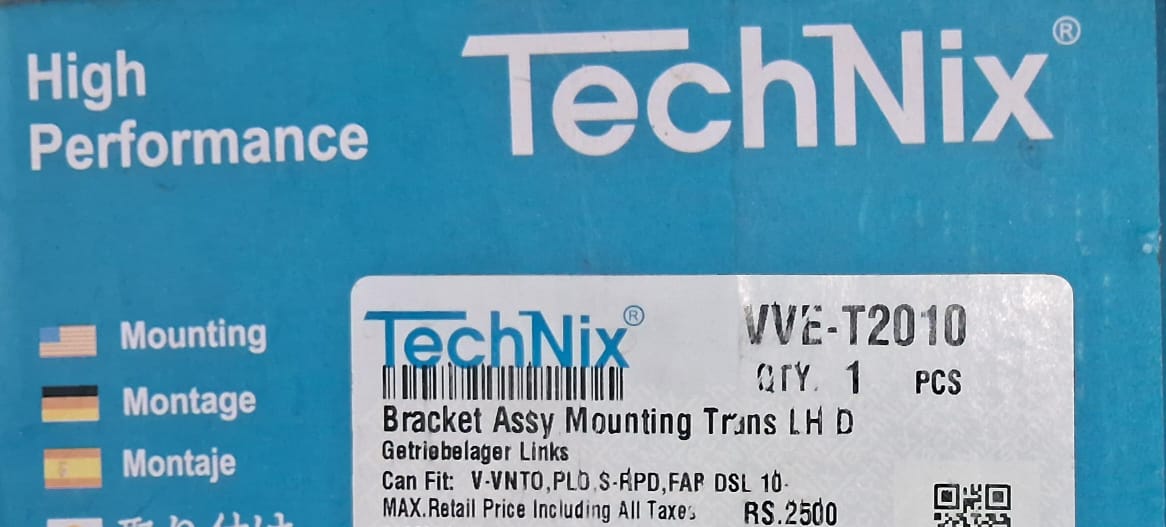 High
Performance
TechNix®
Mounting
Montage
Montaje
TechNix®
VVE-T2010
QTY. 1 PCS
Bracket Assy Mounting Trans LH D
Getriebelager Links
Can Fit: V-VNTO,PLO,S-RPD,FAB DSL 10-
MAX.Retail Price Including All Taxes RS.2500